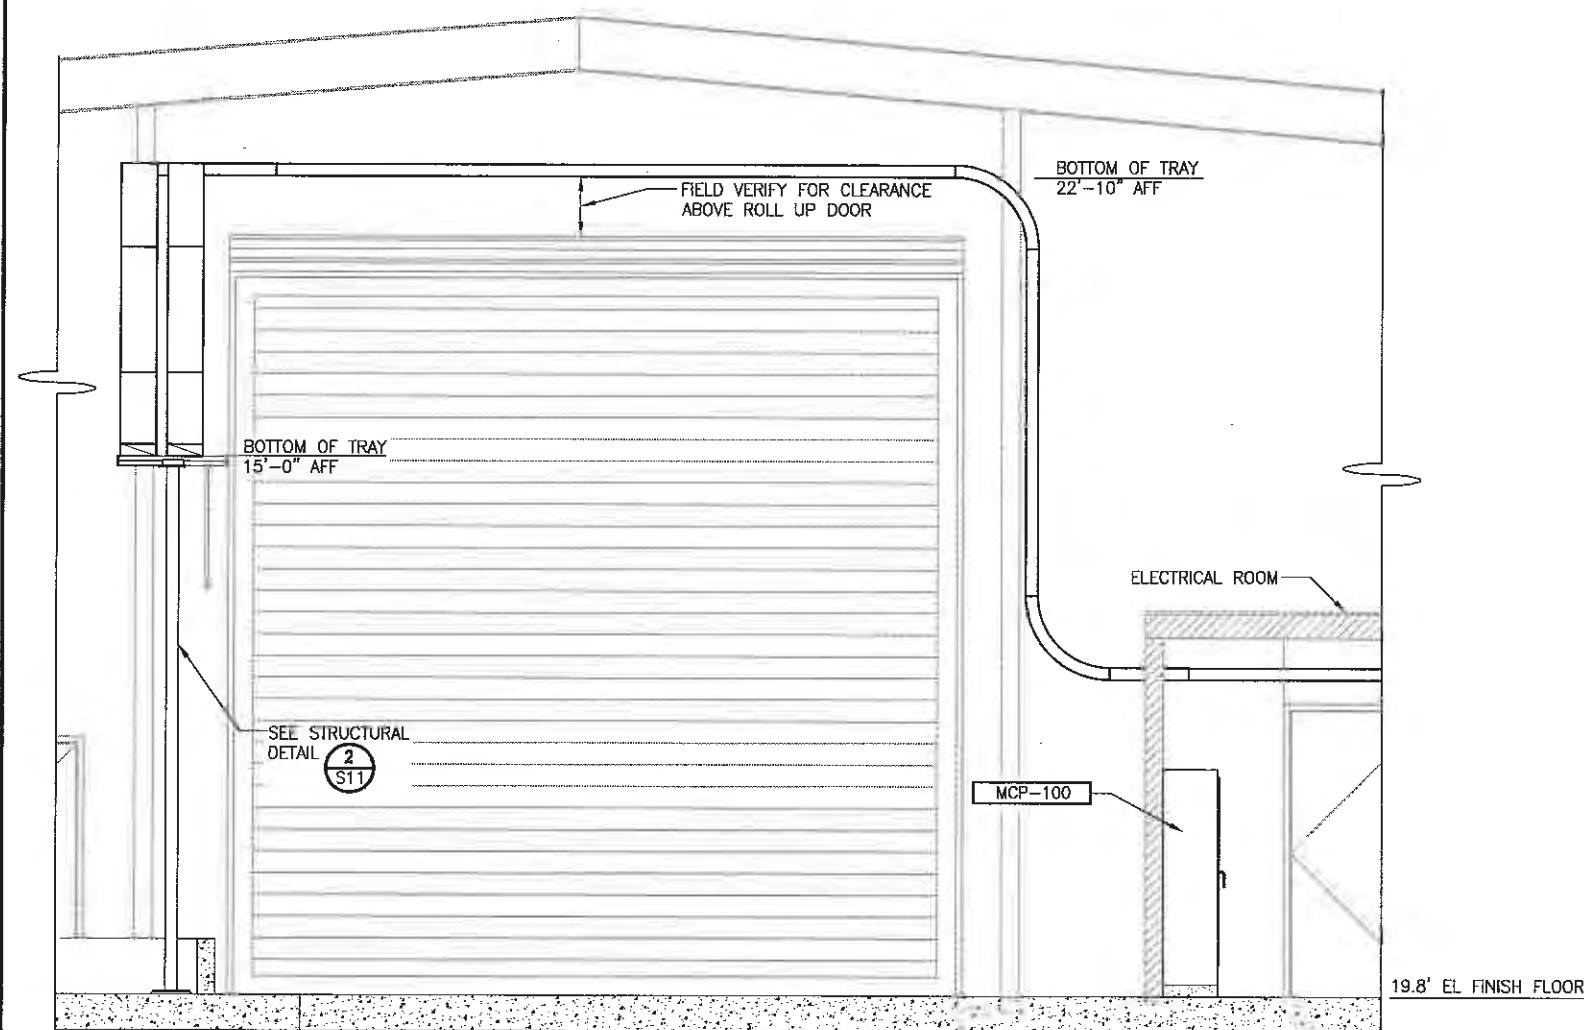 BOTTOM OF TRAY
22'-10" AFF
FIELD VERIFY FOR CLEARANCE
ABOVE ROLL UP DOOR
BOTTOM OF TRAY
15'-0" AFF
ELECTRICAL ROOM
SEE STRUCTURAL
DETAIL
2
S11
MCP-100
19.8' EL FINISH FLOOR